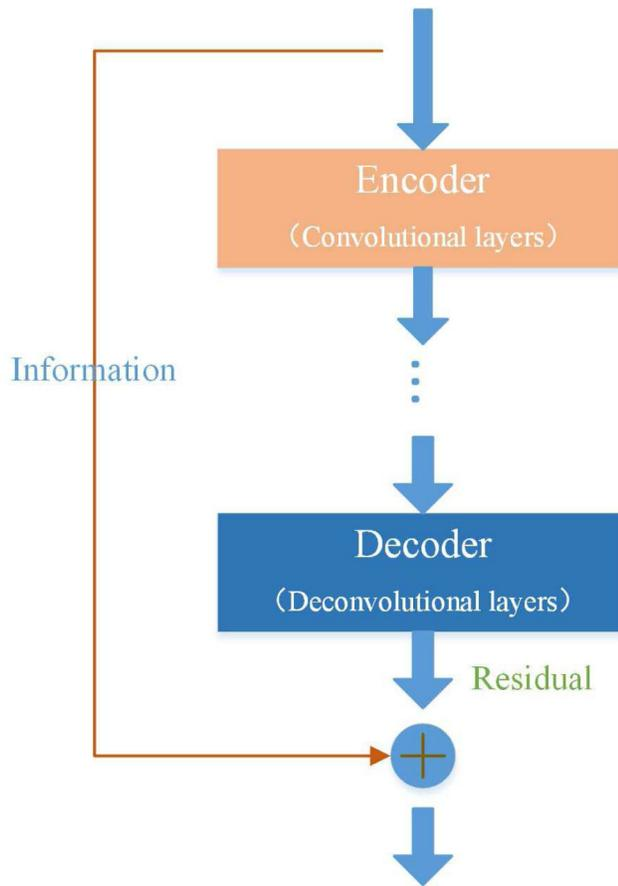 Encoder
（Convolutional layers）
Information
Decoder
（Deconvolutional layers）
Residual